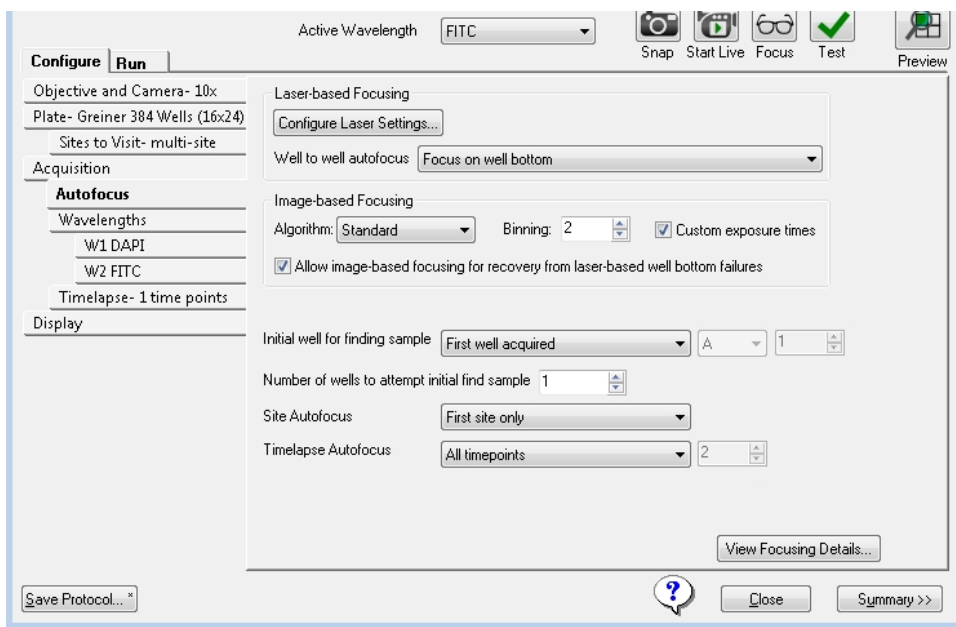 Active Wavelength FITC
Snap Start Live Focus Test Preview
Configure Run
Objective and Camera- 10x
Plate- Greiner 384 Wells (16x24)
Sites to Visit- multi-site
Acquisition
Autofocus
Wavelengths
W1 DAPI
W2 FITC
Timelapse- 1 time points
Display
Laser-based Focusing
Configure Laser Settings...
Well to well autofocus Focus on well bottom
Image-based Focusing
Algorithm: Standard Binning: 2 Custom exposure times
Allow image-based focusing for recovery from laser-based well bottom failures
Initial well for finding sample First well acquired A 1
Number of wells to attempt initial find sample 1
Site Autofocus First site only
Timelapse Autofocus All timepoints 2
View Focusing Details...
Save Protocol... * ? Close Summary >>